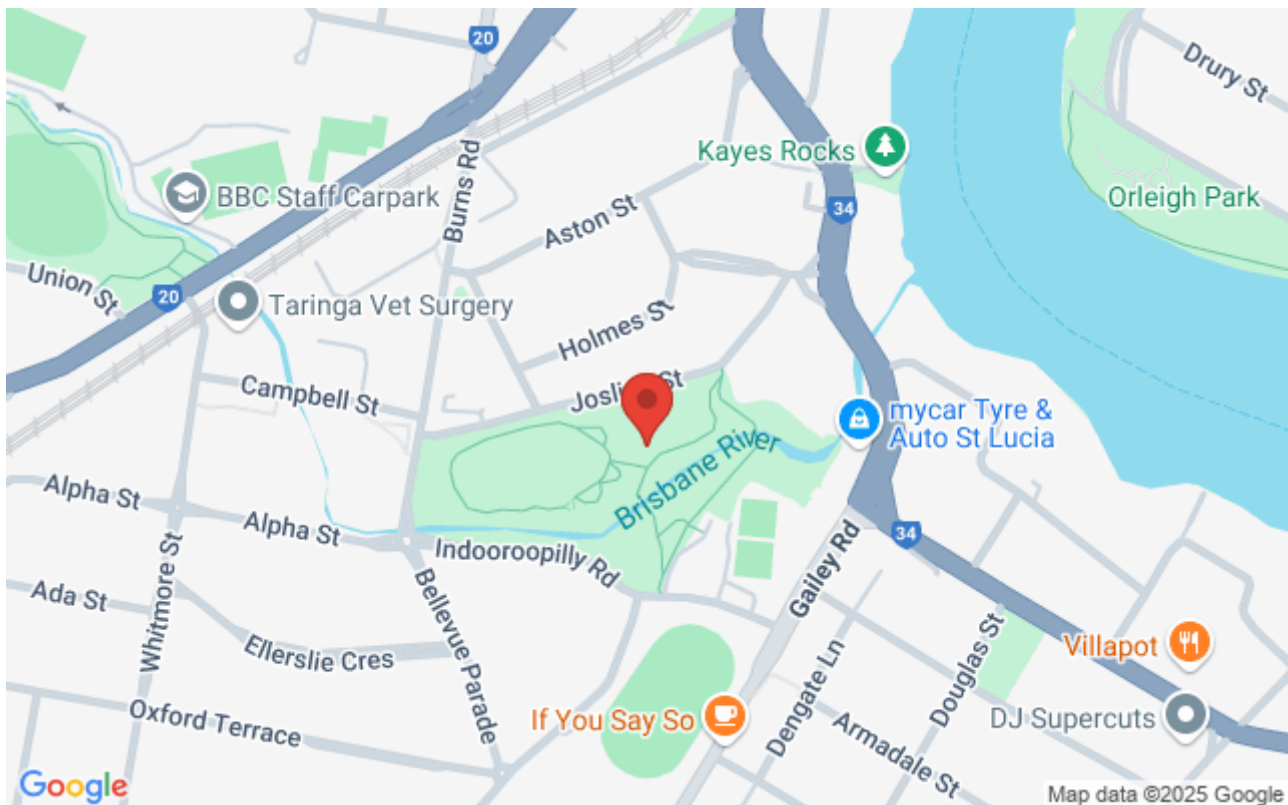 20
Drury St
Kayes Rocks
BBC Staff Carpark
Burns Rd
Orleigh Park
34
Aston St
Union St
20
Taringa Vet Surgery
Holmes St
Campbell St
St
mycar Tyre &
Auto St Lucia
Brisbane River
Alpha St
Alpha St
34
Indooroopilly Rd
Gailey Rd
Ada St
Whitmore St
Bellevue Parade
Ellerslie Cres
Dengate Ln
Douglas St
Villapot
Oxford Terrace
If You Say So
DJ Supercuts
Armadale St
Google
Map data ©2025 Google